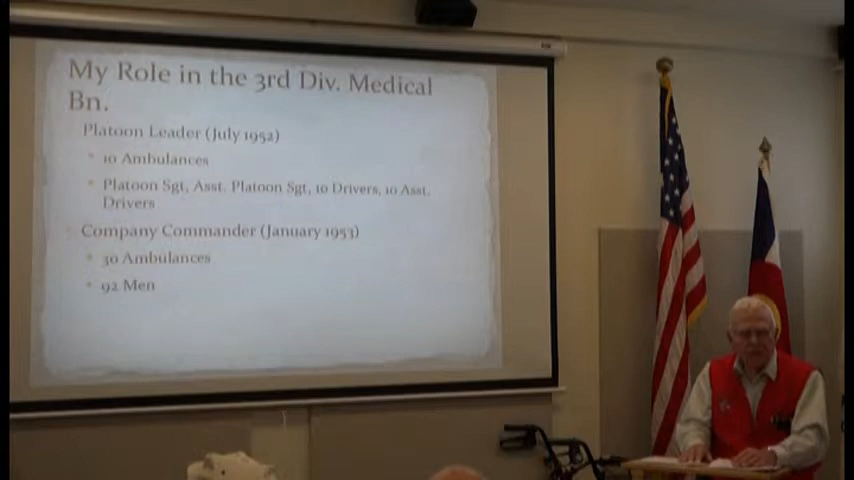 My Role in the 3rd Div. Medical
Bn.
Platoon Leader (July 1952)
10 Ambulances
Platoon Sgt, Asst. Platoon Sgt, 10 Drivers, 10 Asst.
Drivers
Company Commander (January 1953)
30 Ambulances
92 Men